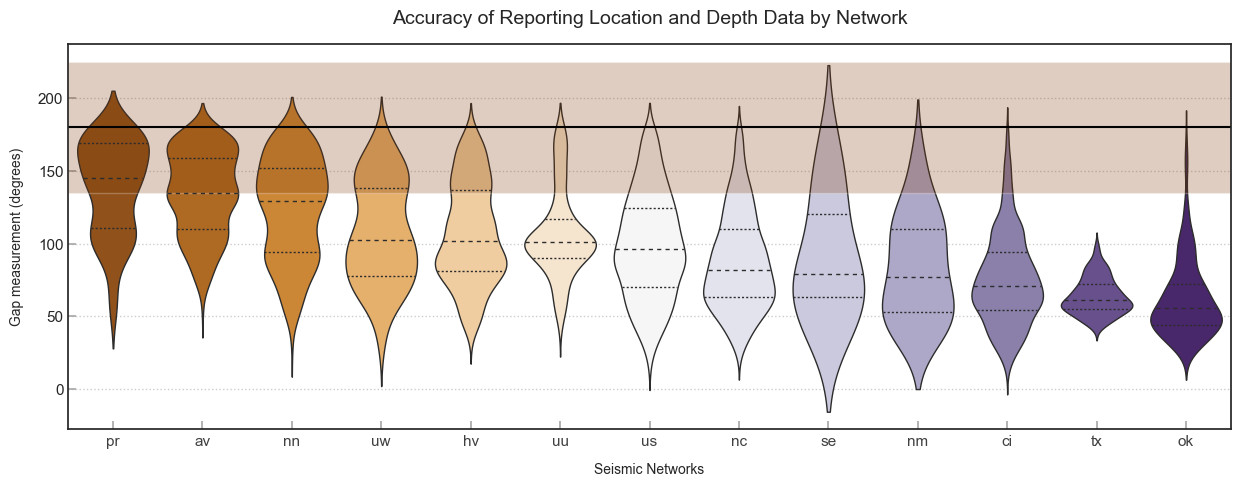 Accuracy of Reporting Location and Depth Data by Network
Gap measurement (degrees)
200
150
100
50
0
pr av nn uw hv uu us nc se nm ci tx ok
Seismic Networks